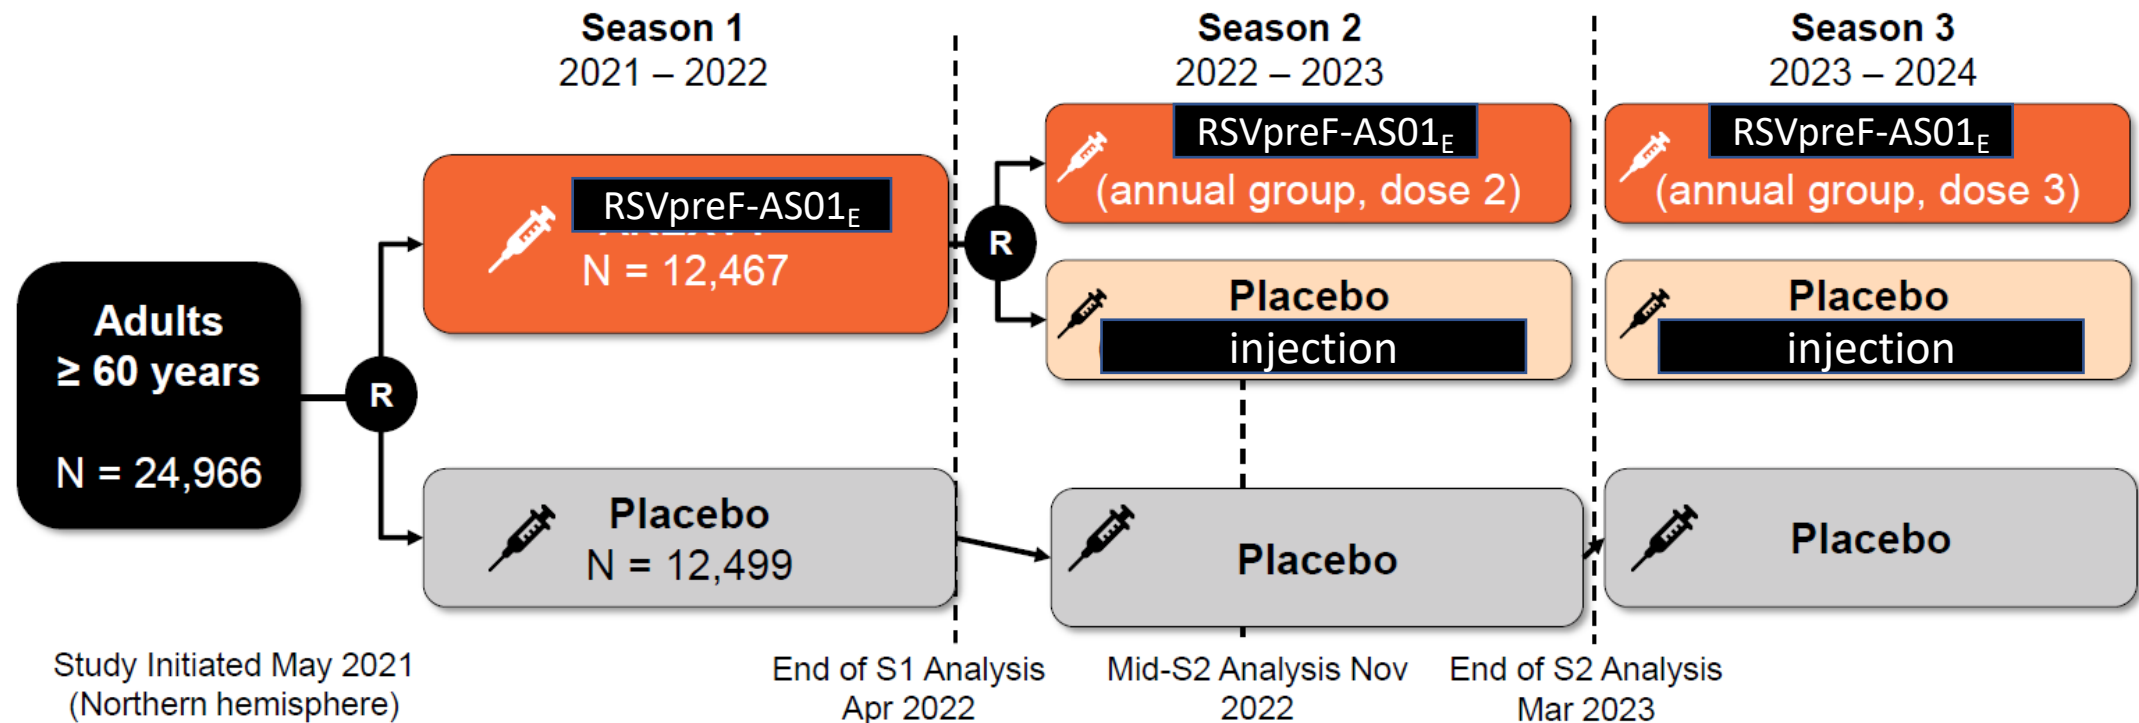 Season 1
2021 – 2022
Season 2
2022 – 2023
Season 3
2023 – 2024
Adults
≥ 60 years
N = 24,966
R
RSVpreF-AS01E
N = 12,467
Placebo
N = 12,499
R
RSVpreF-AS01E
(annual group, dose 2)
Placebo
injection
Placebo
RSVpreF-AS01E
(annual group, dose 3)
Placebo
injection
Placebo
Study Initiated May 2021
(Northern hemisphere)
End of S1 Analysis
Apr 2022
Mid-S2 Analysis Nov
2022
End of S2 Analysis
Mar 2023